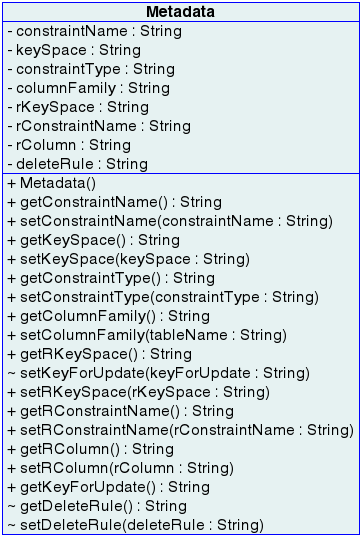 Metadata
- constraintName : String
- keySpace : String
- constraintType : String
- columnFamily : String
- rKeySpace : String
- rConstraintName : String
- rColumn : String
- deleteRule : String
+ Metadata()
+ getConstraintName() : String
+ setConstraintName(constraintName : String)
+ getKeySpace() : String
+ setKeySpace(keySpace : String)
+ getConstraintType() : String
+ setConstraintType(constraintType : String)
+ getColumnFamily() : String
+ setColumnFamily(tableName : String)
+ getRKeySpace() : String
~ setKeyForUpdate(keyForUpdate : String)
+ setRKeySpace(rKeySpace : String)
+ getRConstraintName() : String
+ setRConstraintName(rConstraintName : String)
+ getRColumn() : String
+ setRColumn(rColumn : String)
+ getKeyForUpdate() : String
~ getDeleteRule() : String
~ setDeleteRule(deleteRule : String)